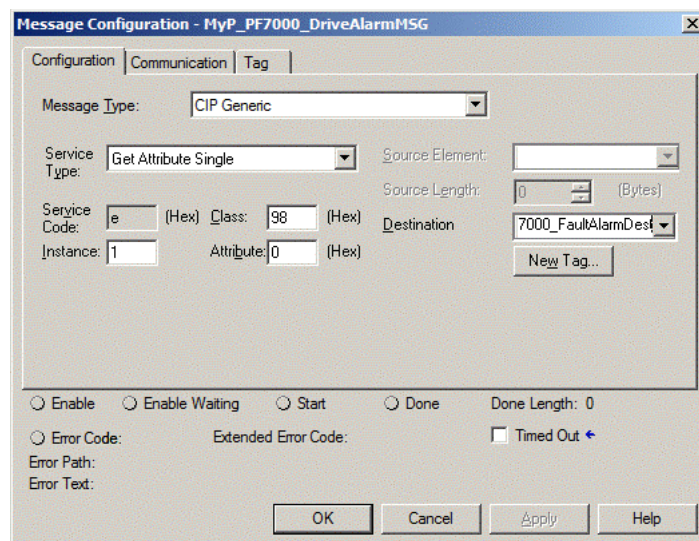 Message Configuration - MyP_PF7000_DriveAlarmMSG
Configuration Communication Tag
Message Type: CIP Generic
Service Type: Get Attribute Single
Source Element:
Source Length: 0 (Bytes)
Service Code: e (Hex) Class: 98 (Hex)
Destination 7000_FaultAlarmDest
Instance: 1 Attribute: 0 (Hex)
New Tag...
Enable Enable Waiting Start Done Done Length: 0
Error Code: Extended Error Code: Timed Out
Error Path:
Error Text:
OK Cancel Apply Help